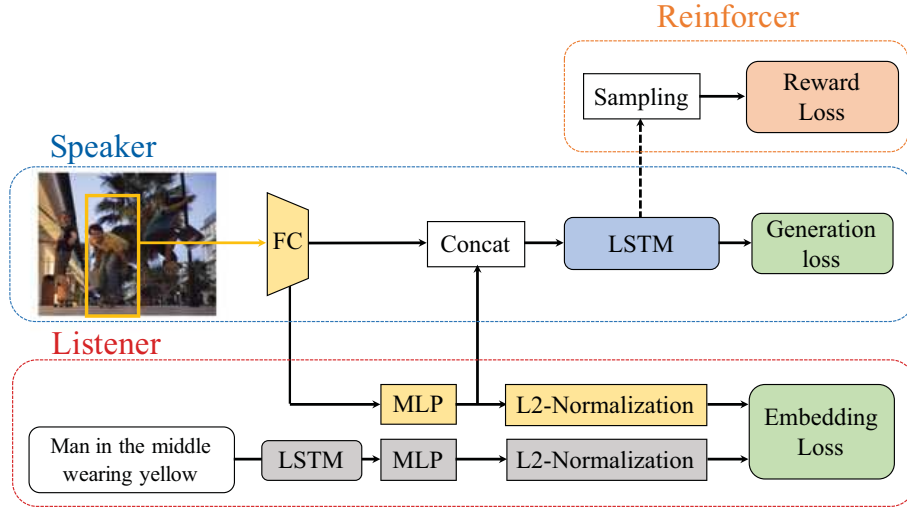 Reinforcer
Sampling
Reward
Loss
Speaker
FC
Concat
LSTM
Generation
loss
Listener
MLP
L2-Normalization
Embedding
Loss
Man in the middle
wearing yellow
LSTM
MLP
L2-Normalization